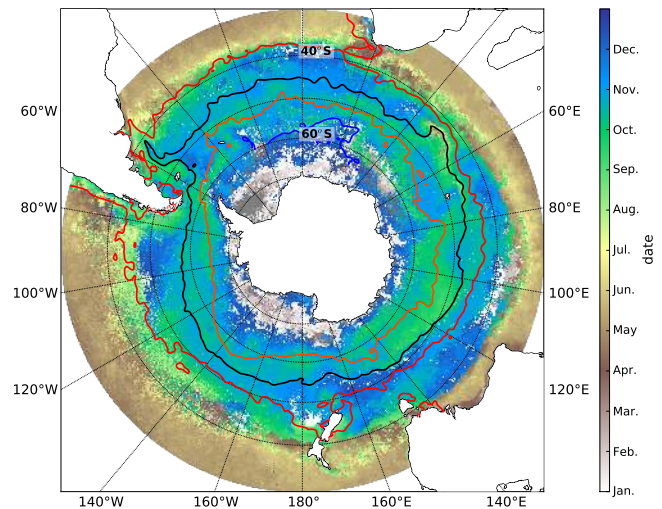 40°S
60°S
60°W
80°W
100°W
120°W
140°W
160°W
180°
160°E
140°E
60°E
80°E
100°E
120°E
Dec.
Nov.
Oct.
Sep.
Aug.
Jul.
Jun.
May
Apr.
Mar.
Feb.
Jan.
date